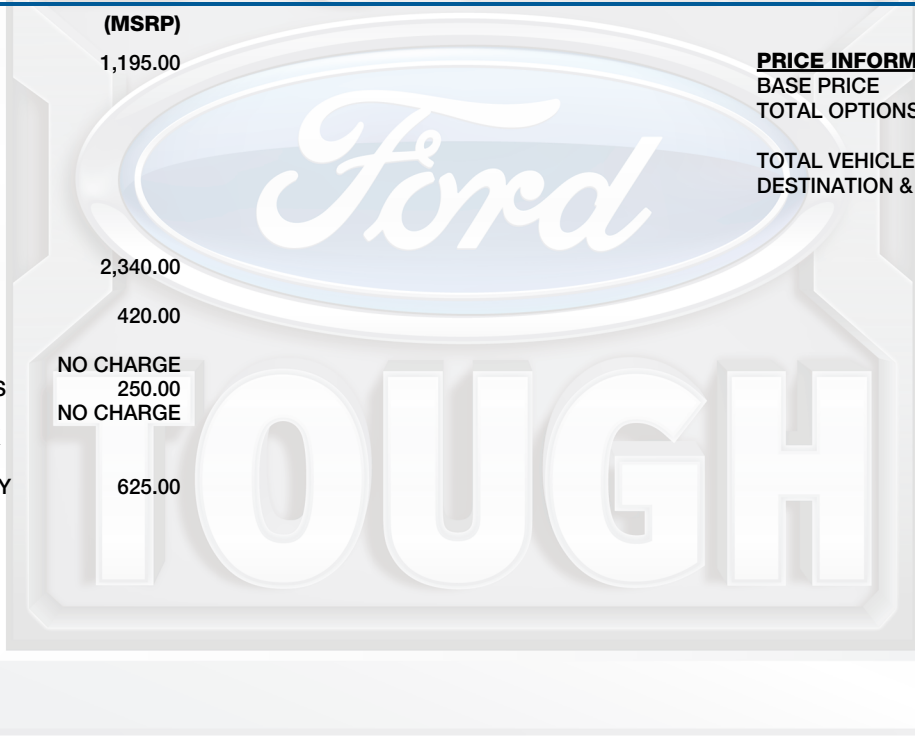 (MSRP)
1,195.00
PRICE INFORM
BASE PRICE
TOTAL OPTIONS
TOTAL VEHICLE
DESTINATION &
2,340.00
420.00
NO CHARGE
S 250.00
NO CHARGE
Y 625.00
Ford
TOUGH